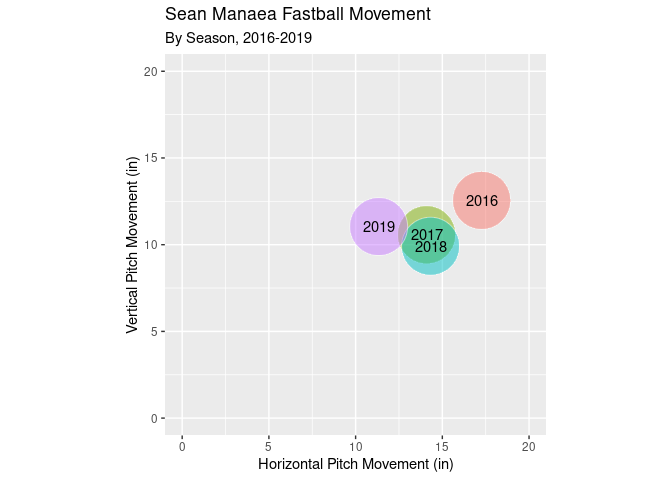 Sean Manaea Fastball Movement
By Season, 2016-2019
20
15
10
5
0
Vertical Pitch Movement (in)
2016
2019
2017
2018
0 5 10 15 20
Horizontal Pitch Movement (in)